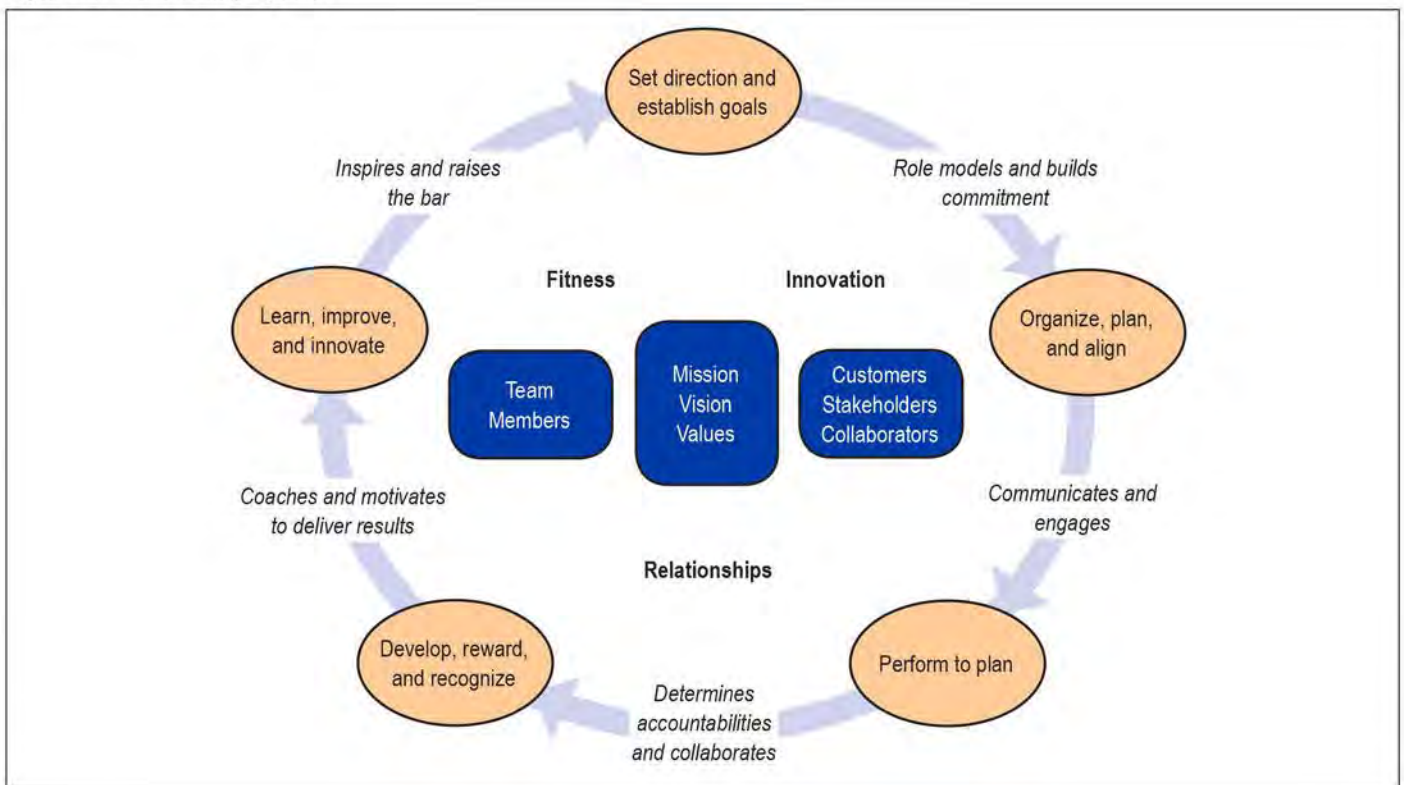 Set direction and
establish goals
Inspires and raises
the bar
Role models and builds
commitment
Fitness
Innovation
Learn, improve,
and innovate
Organize, plan,
and align
Team
Members
Mission
Vision
Values
Customers
Stakeholders
Collaborators
Coaches and motivates
to deliver results
Communicates and
engages
Relationships
Develop, reward,
and recognize
Perform to plan
Determines
accountabilities
and collaborates